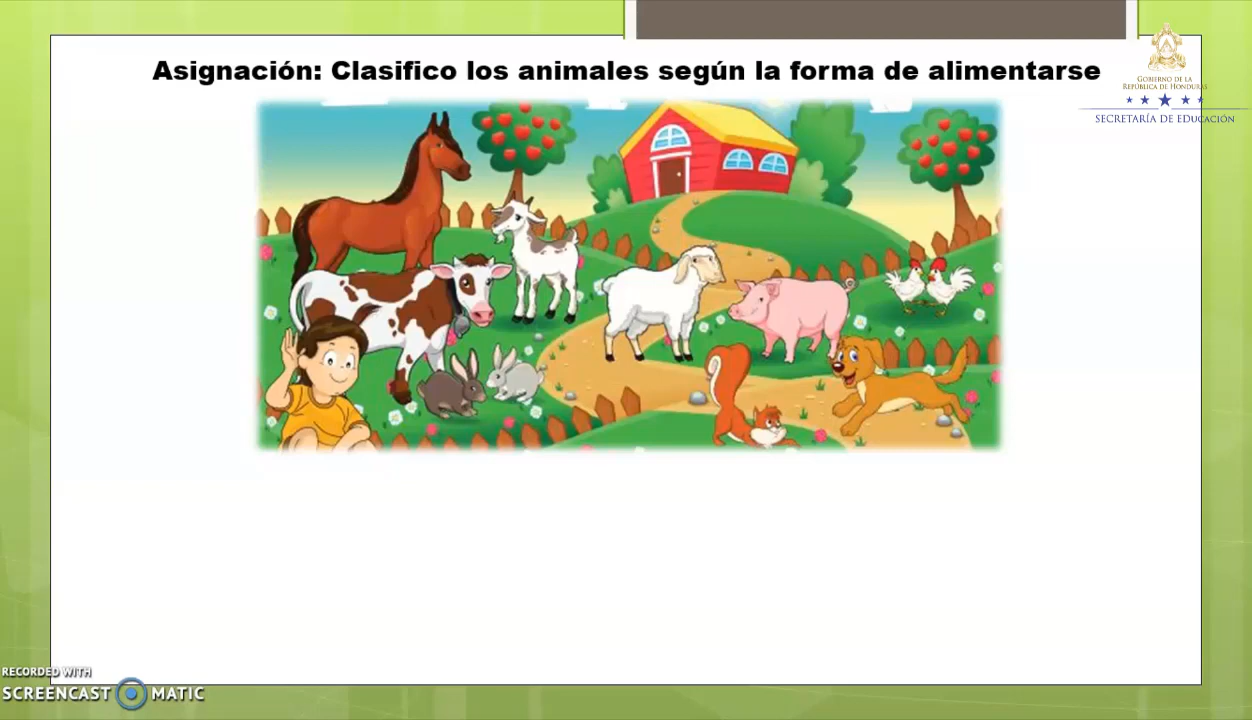 Asignación: Clasifico los animales según la forma de alimentarse
GOBIERNO DE LA
REPÚBLICA DE HONDURAS
SECRETARÍA DE EDUCACIÓN
RECORDED WITH
SCREENCAST MATIC